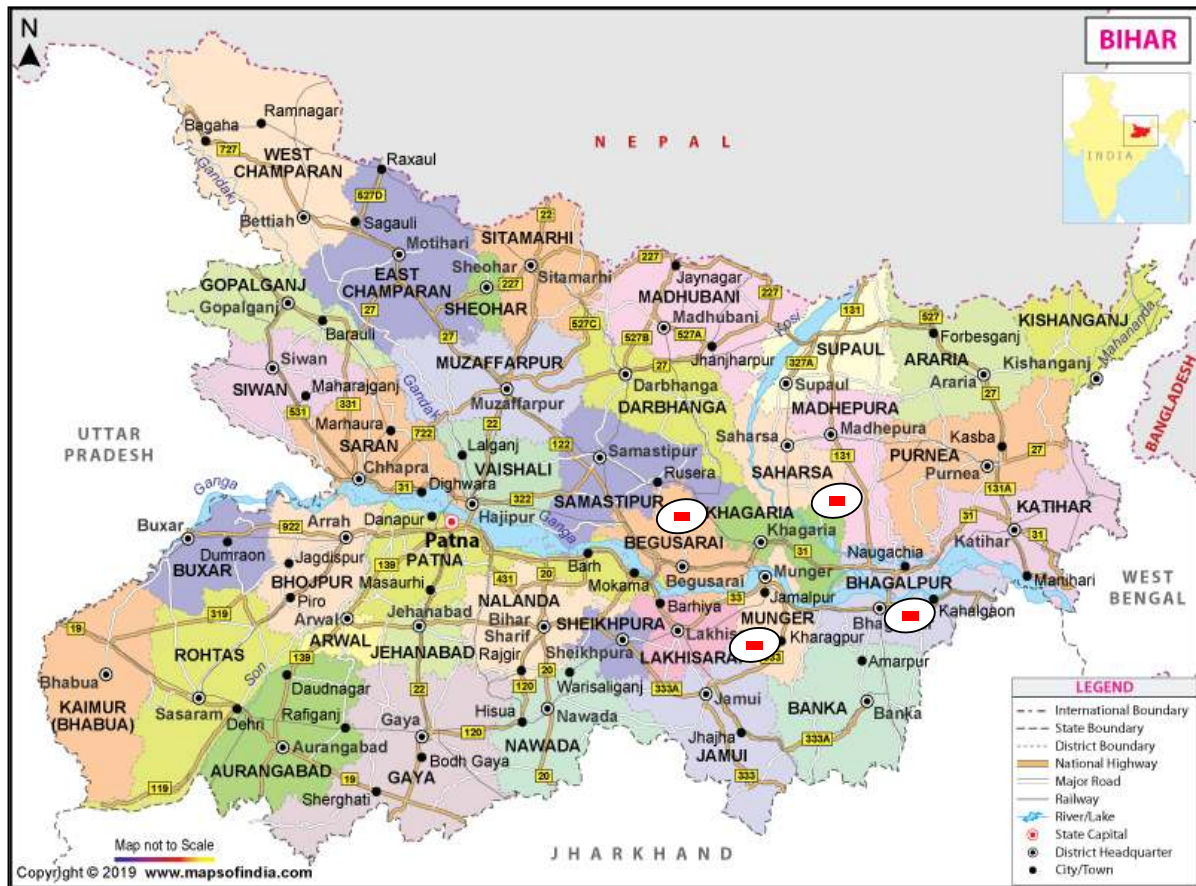 N
BIHAR
INDIA
NEPAL
Ramnagar
Bagaha
727
WEST
CHAMPARAN
Raxaul
527D
Gandak
Bettiah
Sagauli
22
Motihari
SITAMARHI
EAST
CHAMPARAN
Sheohar
227
Sitamarhi
SHEOHAR
227
Jaynagar
227
MADHUBANI
Madhubani
GOPALGANJ
Gopalganj
27
Barauli
27
527C
527B
527A
Jhanjharpur
Kosi
131
SUPAUL
527
Forbesganj
KISHANGANJ
Mahananda
ARARIA
Kishanganj
Araria
327A
Supaul
Siwan
SIWAN
Maharajganj
MUZAFFARPUR
Gandak
Muzaffarpur
27
Darbhanga
DARBHANGA
MADHEPURA
Madhepura
27
BANGLADESH
531
331
Marhaura
SARAN
722
22
Lalganj
122
Samastipur
Saharsa
SAHARSA
131
Kasba
PURNEA
Purnea
27
131A
UTTAR
PRADESH
Chhapra
VAISHALI
Rusera
SAMASTIPUR
KHAGARIA
KATIHAR
Ganga
31
Dighwara
322
Hajipur
Ganga
Khagaria
31
Katihar
31
Buxar
922
Arrah
Danapur
Patna
BEGUSARAI
31
Naugachia
Dumraon
BUXAR
Jagdispur
PATNA
139
Masaurhi
431
20
Barh
Mokama
Begusarai
Munger
BHAGALPUR
Manihari
WEST
BENGAL
BHOJPUR
Piro
NALANDA
33
Jamalpur
Kahalgaon
319
Arwal
Jehanabad
Bihar
Sharif
SHEIKHPURA
Barhiya
MUNGER
19
ARWAL
JEHANABAD
Rajgir
Sheikhpura
LAKHISARAI
Kharagpur
ROHTAS
Son
139
20
Warisaliganj
333A
Amarpur
Bhabua
Daudnagar
22
120
Jamui
BANKA
Banka
KAIMUR
(BHABUA)
Sasaram
Dehri
Rafiganj
Gaya
Hisua
Nawada
Jhajha
333A
Aurangabad
120
NAWADA
JAMUI
AURANGABAD
19
GAYA
Bodh Gaya
20
333
119
Sherghati
Map not to Scale
JHARKHAND
Copyright © 2019 www.mapsofindia.com
LEGEND
International Boundary
State Boundary
District Boundary
National Highway
Major Road
Railway
River/Lake
State Capital
District Headquarter
City/Town